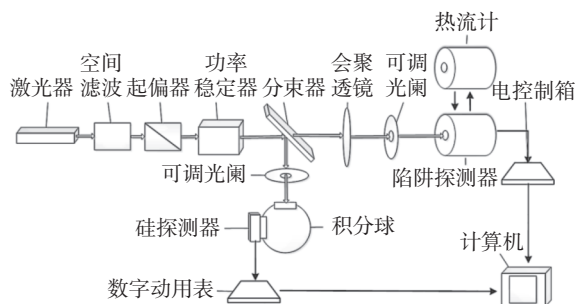 热流计
空间
滤波
功率
稳定器
会聚
透镜
可调
光阑
激光器
起偏器
分束器
电控制箱
可调光阑
陷阱探测器
硅探测器
积分球
计算机
数字动用表